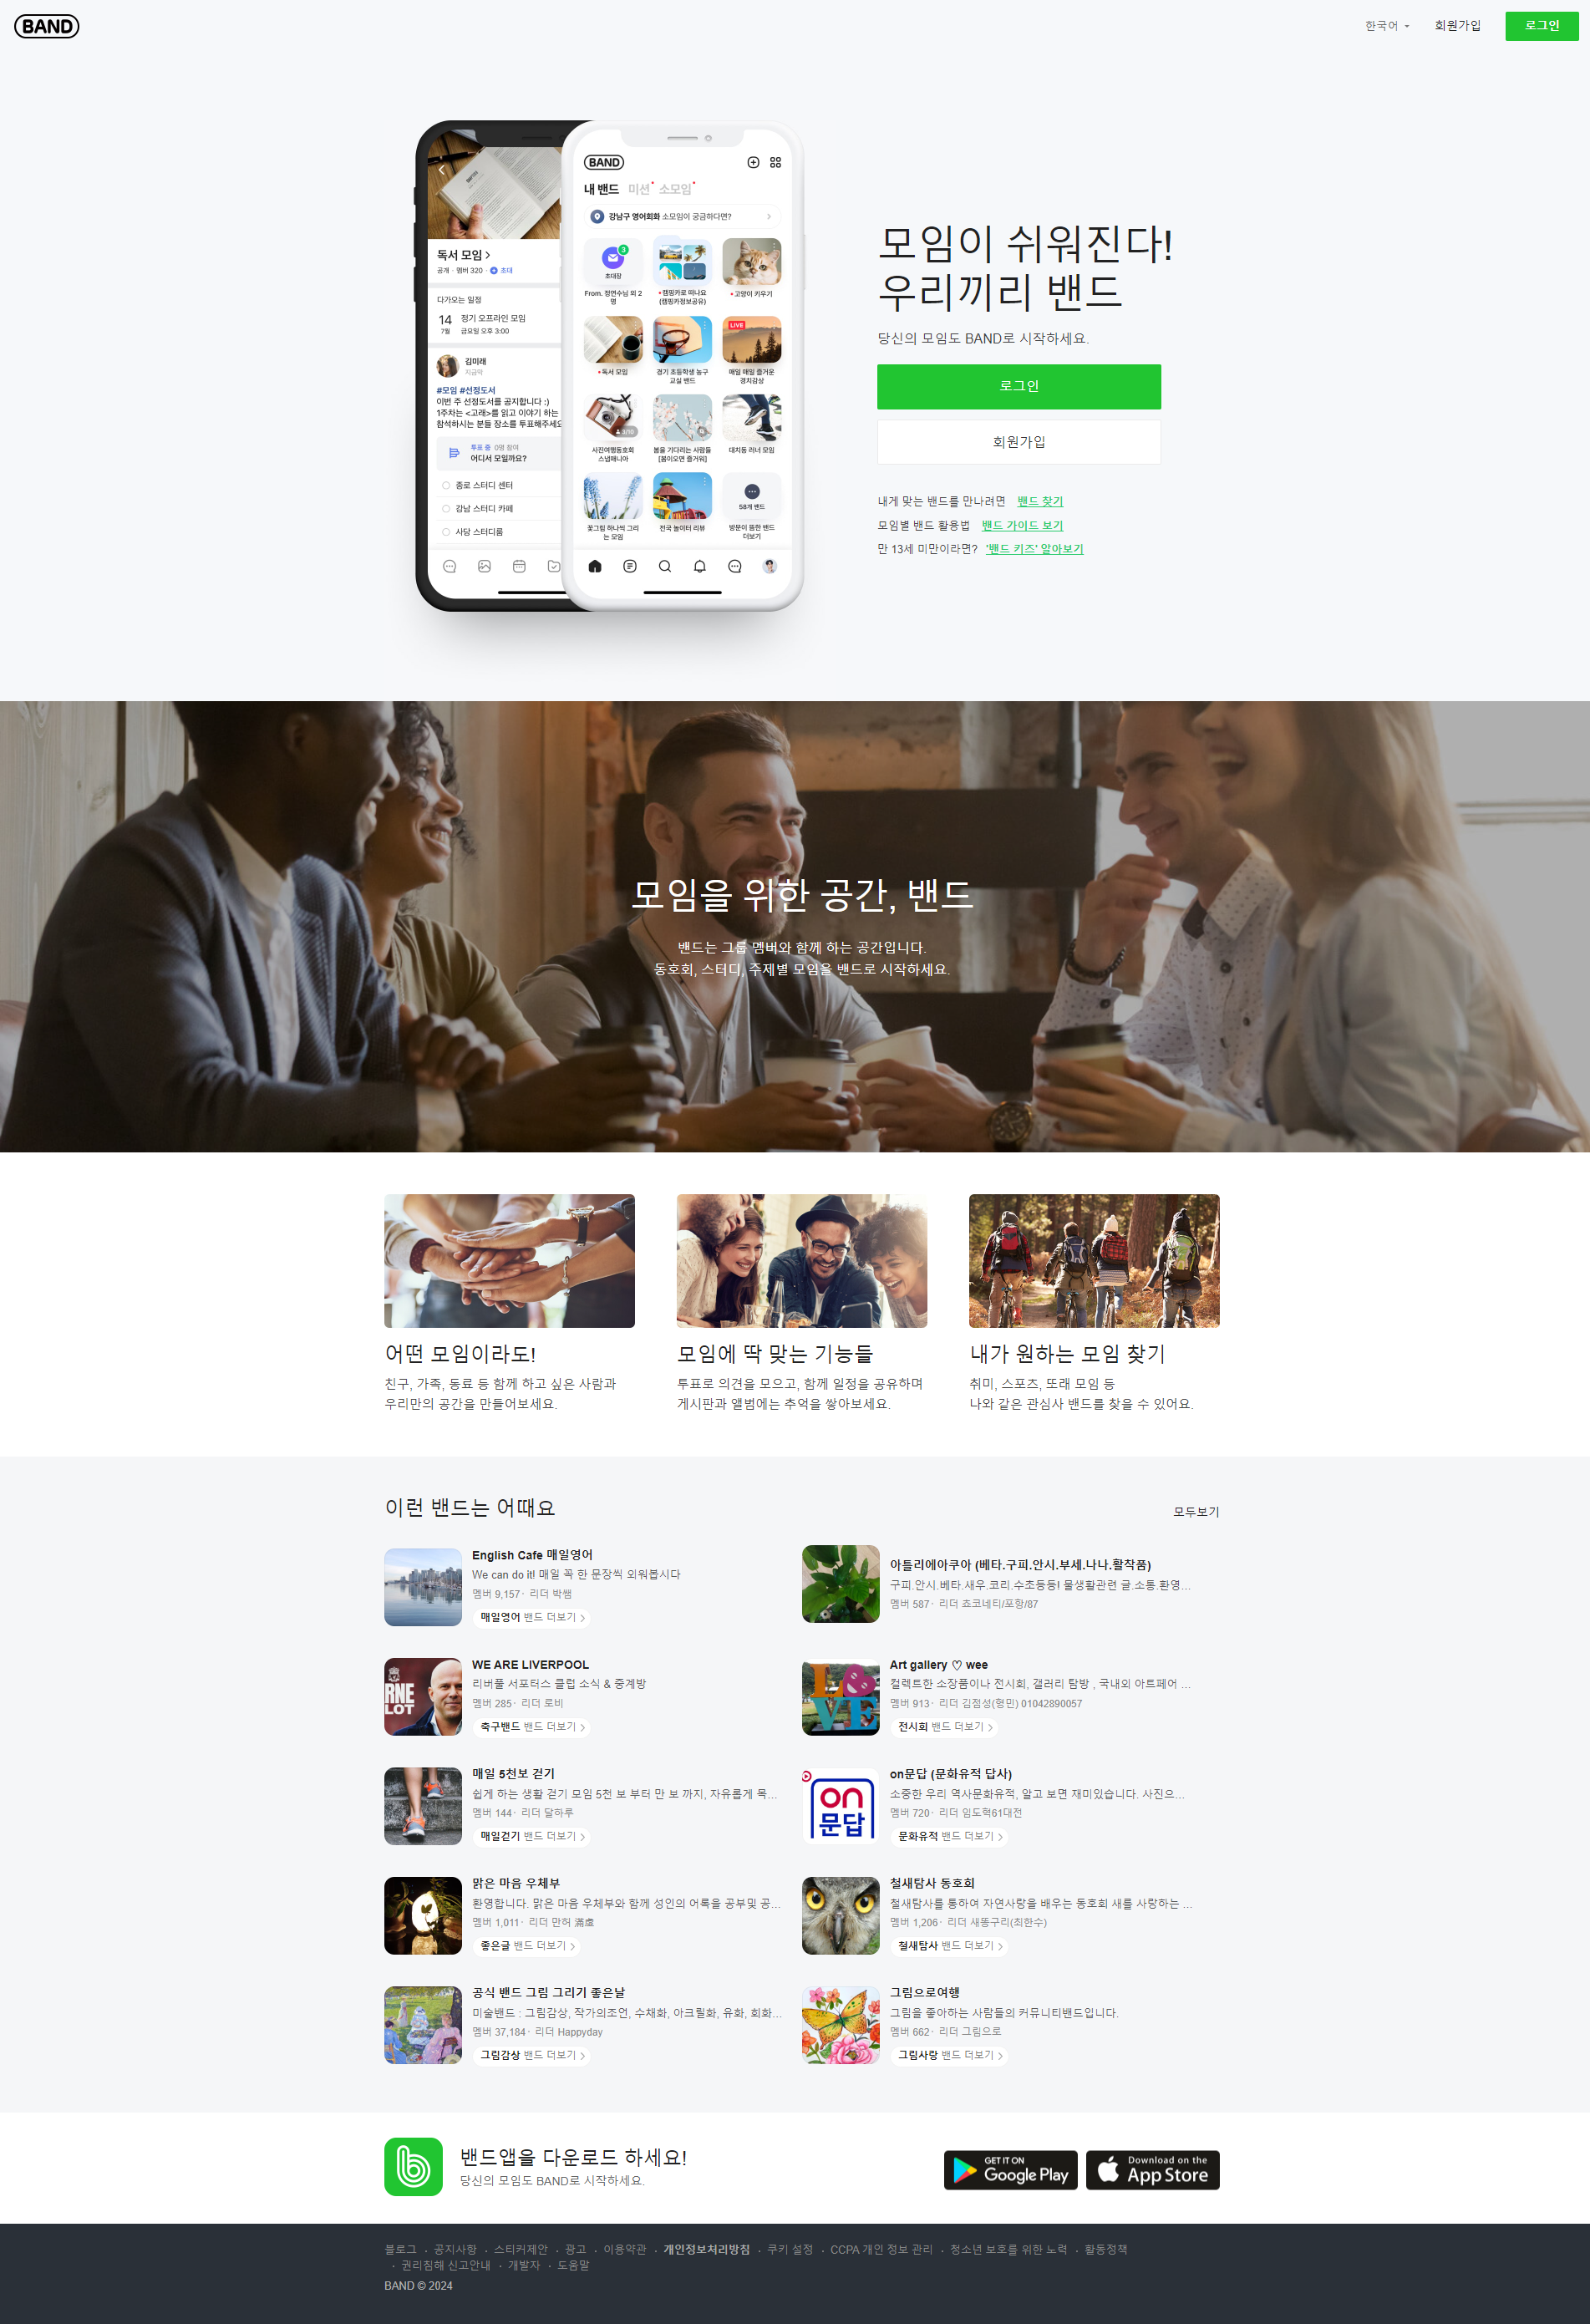 BAND
한국어
회원가입
로그인
독서 모임
공개 · 멤버 320 · 초대
다가오는 일정
14
7월
정기 오프라인 모임
금요일 오후 3:00
김미래
지금막
#모임 #선정도서
이번 주 선정도서를 공지합니다 :)
1주차는 <고래>를 읽고 이야기 하는
참석하시는 분들 장소를 투표해주세요
투표 중 0명 참여
어디서 모일까요?
종로 스터디 센터
강남 스터디 카페
사당 스터디룸
BAND
내 밴드 미션 소모임
강남구 영어회화 소모임이 궁금하다면?
3
초대장
From. 정연수님 외 2
명
캠핑카로 떠나요
(캠핑카정보공유)
고양이 키우기
LIVE
독서 모임
경기 초등학생 농구
교실 밴드
매일 매일 즐거운
경치감상
3/10
사진여행동호회
스냅매니아
봄을 기다리는 사람들
[봄이오면 즐거워]
대치동 러너 모임
58개 밴드
꽃그림 하나씩 그리
는 모임
전국 놀이터 리뷰
방문이 뜸한 밴드
더보기
모임이 쉬워진다!
우리끼리 밴드
당신의 모임도 BAND로 시작하세요.
로그인
회원가입
내게 맞는 밴드를 만나려면 밴드 찾기
모임별 밴드 활용법 밴드 가이드 보기
만 13세 미만이라면? '밴드 키즈' 알아보기
모임을 위한 공간, 밴드
밴드는 그룹 멤버와 함께 하는 공간입니다.
동호회, 스터디, 주제별 모임을 밴드로 시작하세요.
어떤 모임이라도!
친구, 가족, 동료 등 함께 하고 싶은 사람과
우리만의 공간을 만들어보세요.
모임에 딱 맞는 기능들
투표로 의견을 모으고, 함께 일정을 공유하며
게시판과 앨범에는 추억을 쌓아보세요.
내가 원하는 모임 찾기
취미, 스포츠, 또래 모임 등
나와 같은 관심사 밴드를 찾을 수 있어요.
이런 밴드는 어때요
모두보기
English Cafe 매일영어
We can do it! 매일 꼭 한 문장씩 외워봅시다
멤버 9,157 · 리더 박쌤
매일영어 밴드 더보기
아틀리에아쿠아 (베타.구피.안시.부세.나나.활착품)
구피.안시.베타.새우.코리.수조등등! 물생활관련 글.소통.환영...
멤버 587 · 리더 쵸코네티/포항/87
RNE
LOT
WE ARE LIVERPOOL
리버풀 서포터스 클럽 소식 & 중계방
멤버 285 · 리더 로비
축구밴드 밴드 더보기
LOVE
Art gallery ♡ wee
컬렉트한 소장품이나 전시회, 갤러리 탐방 , 국내외 아트페어 ...
멤버 913 · 리더 김점성(형민) 01042890057
전시회 밴드 더보기
매일 5천보 걷기
쉽게 하는 생활 걷기 모임 5천 보 부터 만 보 까지, 자유롭게 목...
멤버 144 · 리더 달하루
매일걷기 밴드 더보기
on
문답
on문답 (문화유적 답사)
소중한 우리 역사문화유적, 알고 보면 재미있습니다. 사진으...
멤버 720 · 리더 임도혁61대전
문화유적 밴드 더보기
맑은 마음 우체부
환영합니다. 맑은 마음 우체부와 함께 성인의 어록을 공부및 공...
멤버 1,011 · 리더 만허 滿虛
좋은글 밴드 더보기
철새탐사 동호회
철새탐사를 통하여 자연사랑을 배우는 동호회 새를 사랑하는 ...
멤버 1,206 · 리더 새똥구리(최한수)
철새탐사 밴드 더보기
공식 밴드 그림 그리기 좋은날
미술밴드 : 그림감상, 작가의조언, 수채화, 아크릴화, 유화, 회화...
멤버 37,184 · 리더 Happyday
그림감상 밴드 더보기
그림으로여행
그림을 좋아하는 사람들의 커뮤니티밴드입니다.
멤버 662 · 리더 그림으로
그림사랑 밴드 더보기
밴드앱을 다운로드 하세요!
당신의 모임도 BAND로 시작하세요.
GET IT ON
Google Play
Download on the
App Store
블로그 · 공지사항 · 스티커제안 · 광고 · 이용약관 · 개인정보처리방침 · 쿠키 설정 · CCPA 개인 정보 관리 · 청소년 보호를 위한 노력 · 활동정책
· 권리침해 신고안내 · 개발자 · 도움말
BAND © 2024